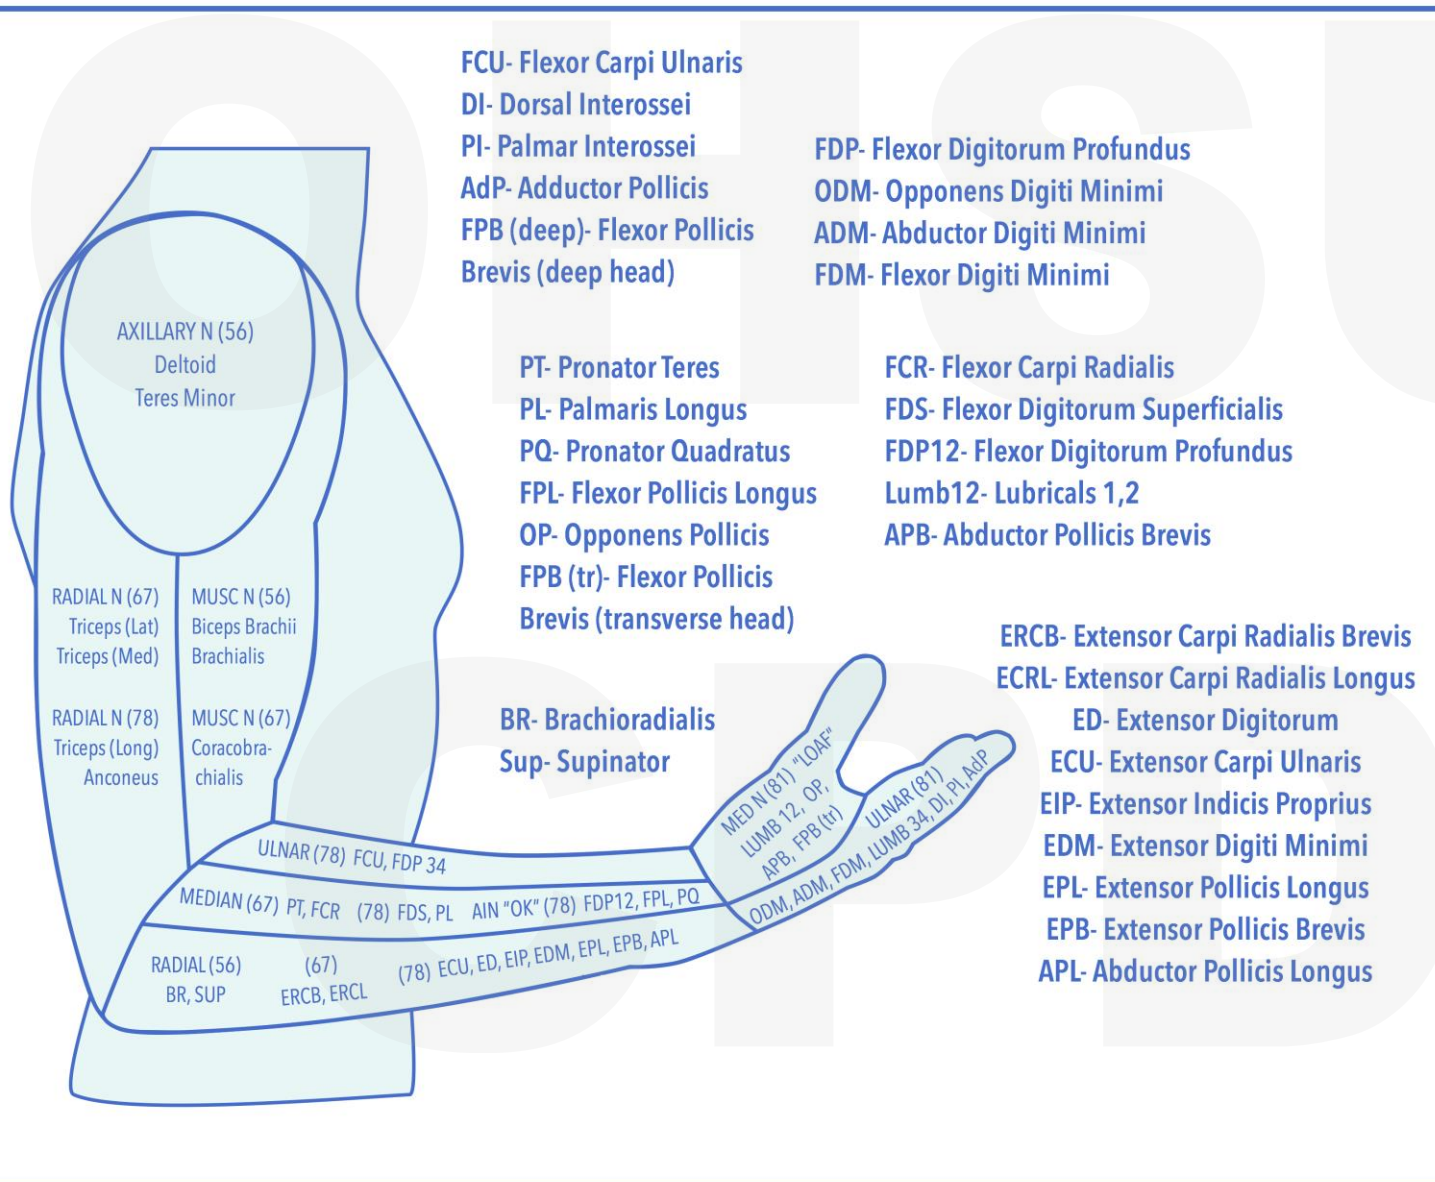 OHSU
CPD
FCU- Flexor Carpi Ulnaris
DI- Dorsal Interossei
PI- Palmar Interossei
AdP- Adductor Pollicis
FPB (deep)- Flexor Pollicis
Brevis (deep head)
FDP- Flexor Digitorum Profundus
ODM- Opponens Digiti Minimi
ADM- Abductor Digiti Minimi
FDM- Flexor Digiti Minimi
AXILLARY N (56)
Deltoid
Teres Minor
PT- Pronator Teres
PL- Palmaris Longus
PQ- Pronator Quadratus
FPL- Flexor Pollicis Longus
OP- Opponens Pollicis
FPB (tr)- Flexor Pollicis
Brevis (transverse head)
FCR- Flexor Carpi Radialis
FDS- Flexor Digitorum Superficialis
FDP12- Flexor Digitorum Profundus
Lumb12- Lubricals 1,2
APB- Abductor Pollicis Brevis
RADIAL N (67)
Triceps (Lat)
Triceps (Med)
RADIAL N (78)
Triceps (Long)
Anconeus
MUSC N (56)
Biceps Brachii
Brachialis
MUSC N (67)
Coracobra-
chialis
BR- Brachioradialis
Sup- Supinator
ERCB- Extensor Carpi Radialis Brevis
ECRL- Extensor Carpi Radialis Longus
ED- Extensor Digitorum
ECU- Extensor Carpi Ulnaris
EIP- Extensor Indicis Proprius
EDM- Extensor Digiti Minimi
EPL- Extensor Pollicis Longus
EPB- Extensor Pollicis Brevis
APL- Abductor Pollicis Longus
MED N (81) "LOAF"
LUMB 12, OP,
APB, FPB (tr)
ULNAR (81)
ODM, ADM, FDM, LUMB 34, DI, PI, AdP
ULNAR (78) FCU, FDP 34
MEDIAN (67) PT, FCR (78) FDS, PL AIN "OK" (78) FDP12, FPL, PQ
RADIAL (56)
BR, SUP
(67)
ERCB, ERCL
(78) ECU, ED, EIP, EDM, EPL, EPB, APL